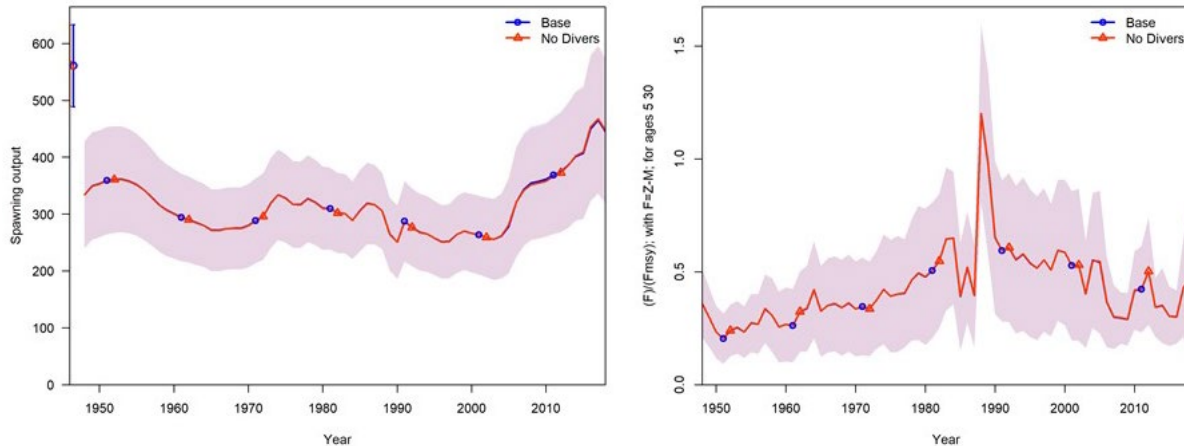 Spawning output
600
500
400
300
200
100
0
Base
No Divers
1950 1960 1970 1980 1990 2000 2010
Year
(F)/(Fmsy); with F=Z-M; for ages 5 30
1.5
1.0
0.5
0.0
Base
No Divers
1950 1960 1970 1980 1990 2000 2010
Year